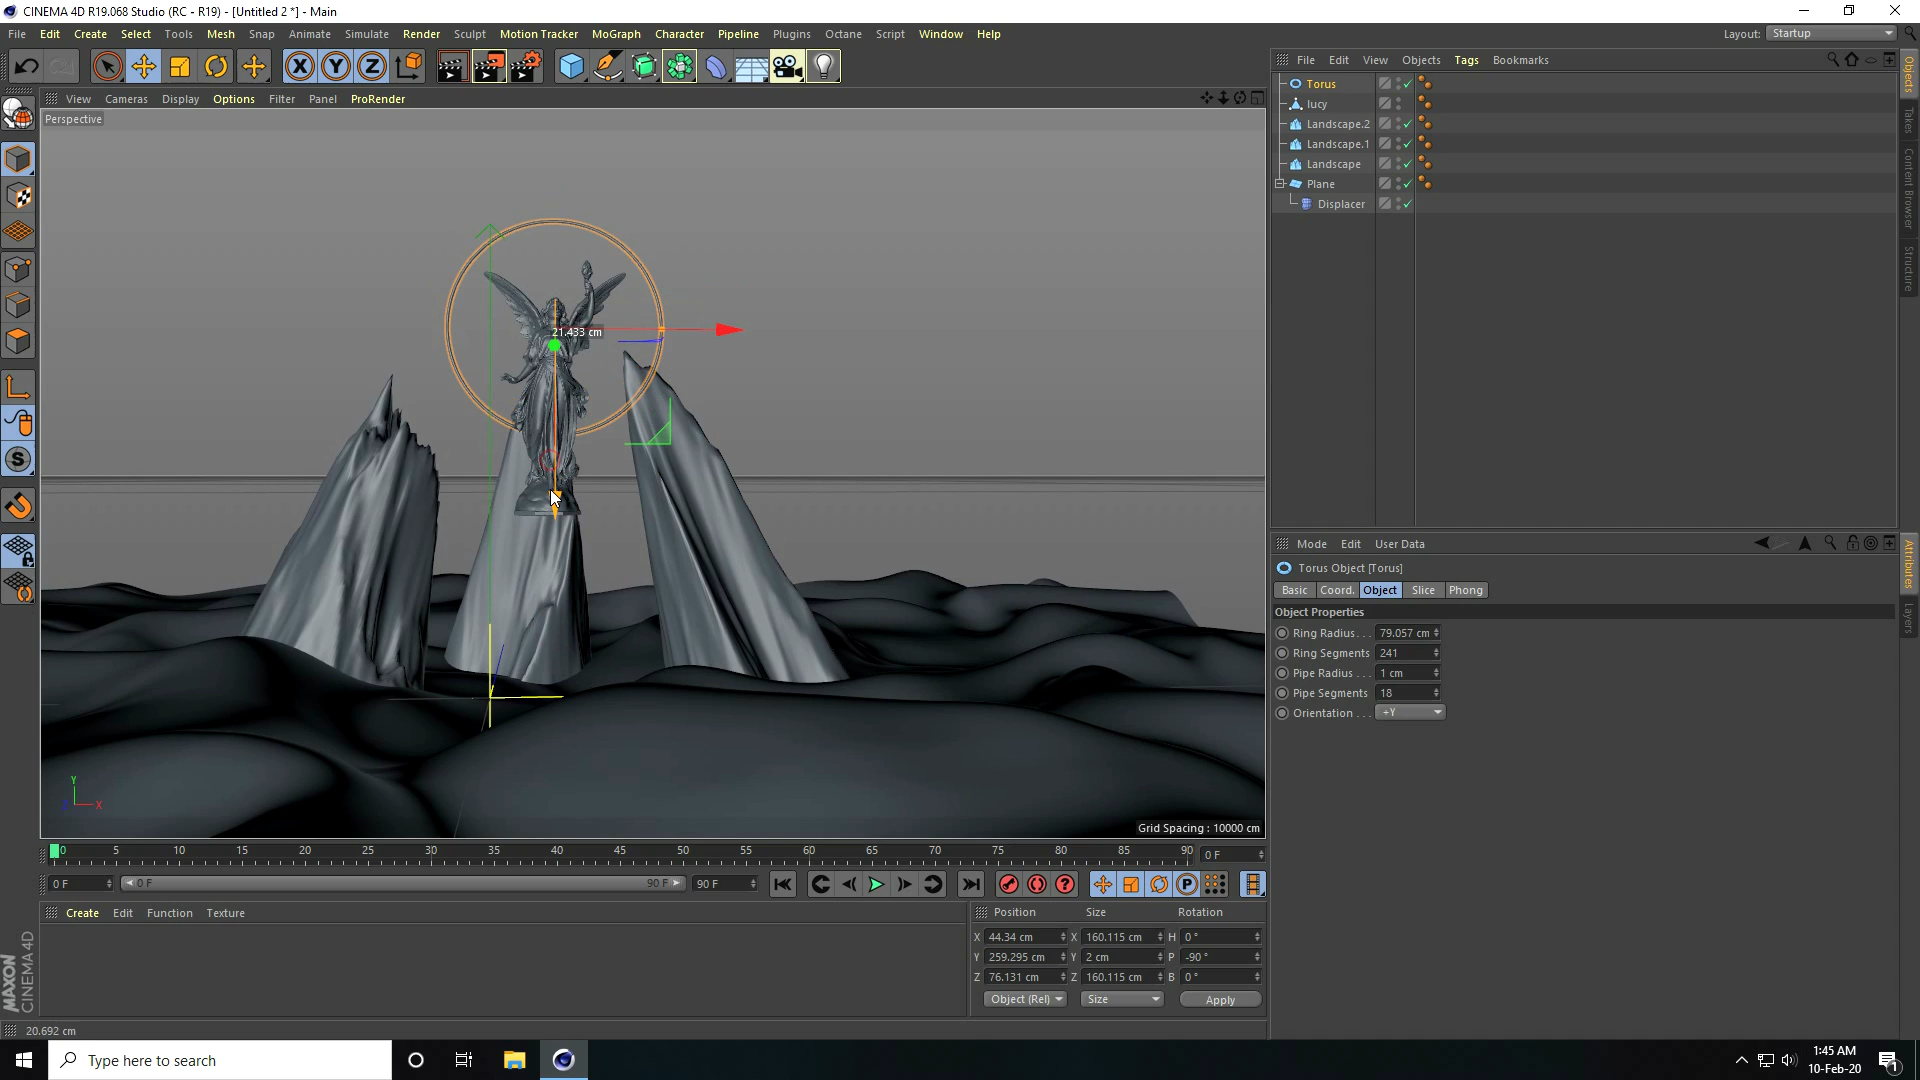 CINEMA 4D R19.068 Studio (RC - R19) - [Untitled 2 *] - Main
File Edit Create Select Tools Mesh Snap Animate Simulate Render Sculpt Motion Tracker MoGraph Character Pipeline Plugins Octane Script Window Help
Layout: Startup
View Cameras Display Options Filter Panel ProRender
Perspective
21.433 cm
Y
X
Grid Spacing : 10000 cm
0 5 10 15 20 25 30 35 40 45 50 55 60 65 70 75 80 85 90
0 F
0 F 0 F 90 F 90 F
Create Edit Function Texture
Position Size Rotation
X 44.34 cm X 160.115 cm H 0 °
Y 259.295 cm Y 2 cm P -90 °
Z 76.131 cm Z 160.115 cm B 0 °
Object (Rel) Size Apply
MAXON
CINEMA 4D
20.692 cm
File Edit View Objects Tags Bookmarks
Torus
lucy
Landscape.2
Landscape.1
Landscape
Plane
Displacer
Objects
Takes
Content Browser
Structure
Mode Edit User Data
Torus Object [Torus]
Basic Coord. Object Slice Phong
Object Properties
Ring Radius . . . 79.057 cm
Ring Segments 241
Pipe Radius . . . 1 cm
Pipe Segments 18
Orientation . . . +Y
Attributes
Layers
Type here to search
1:45 AM
10-Feb-20
1